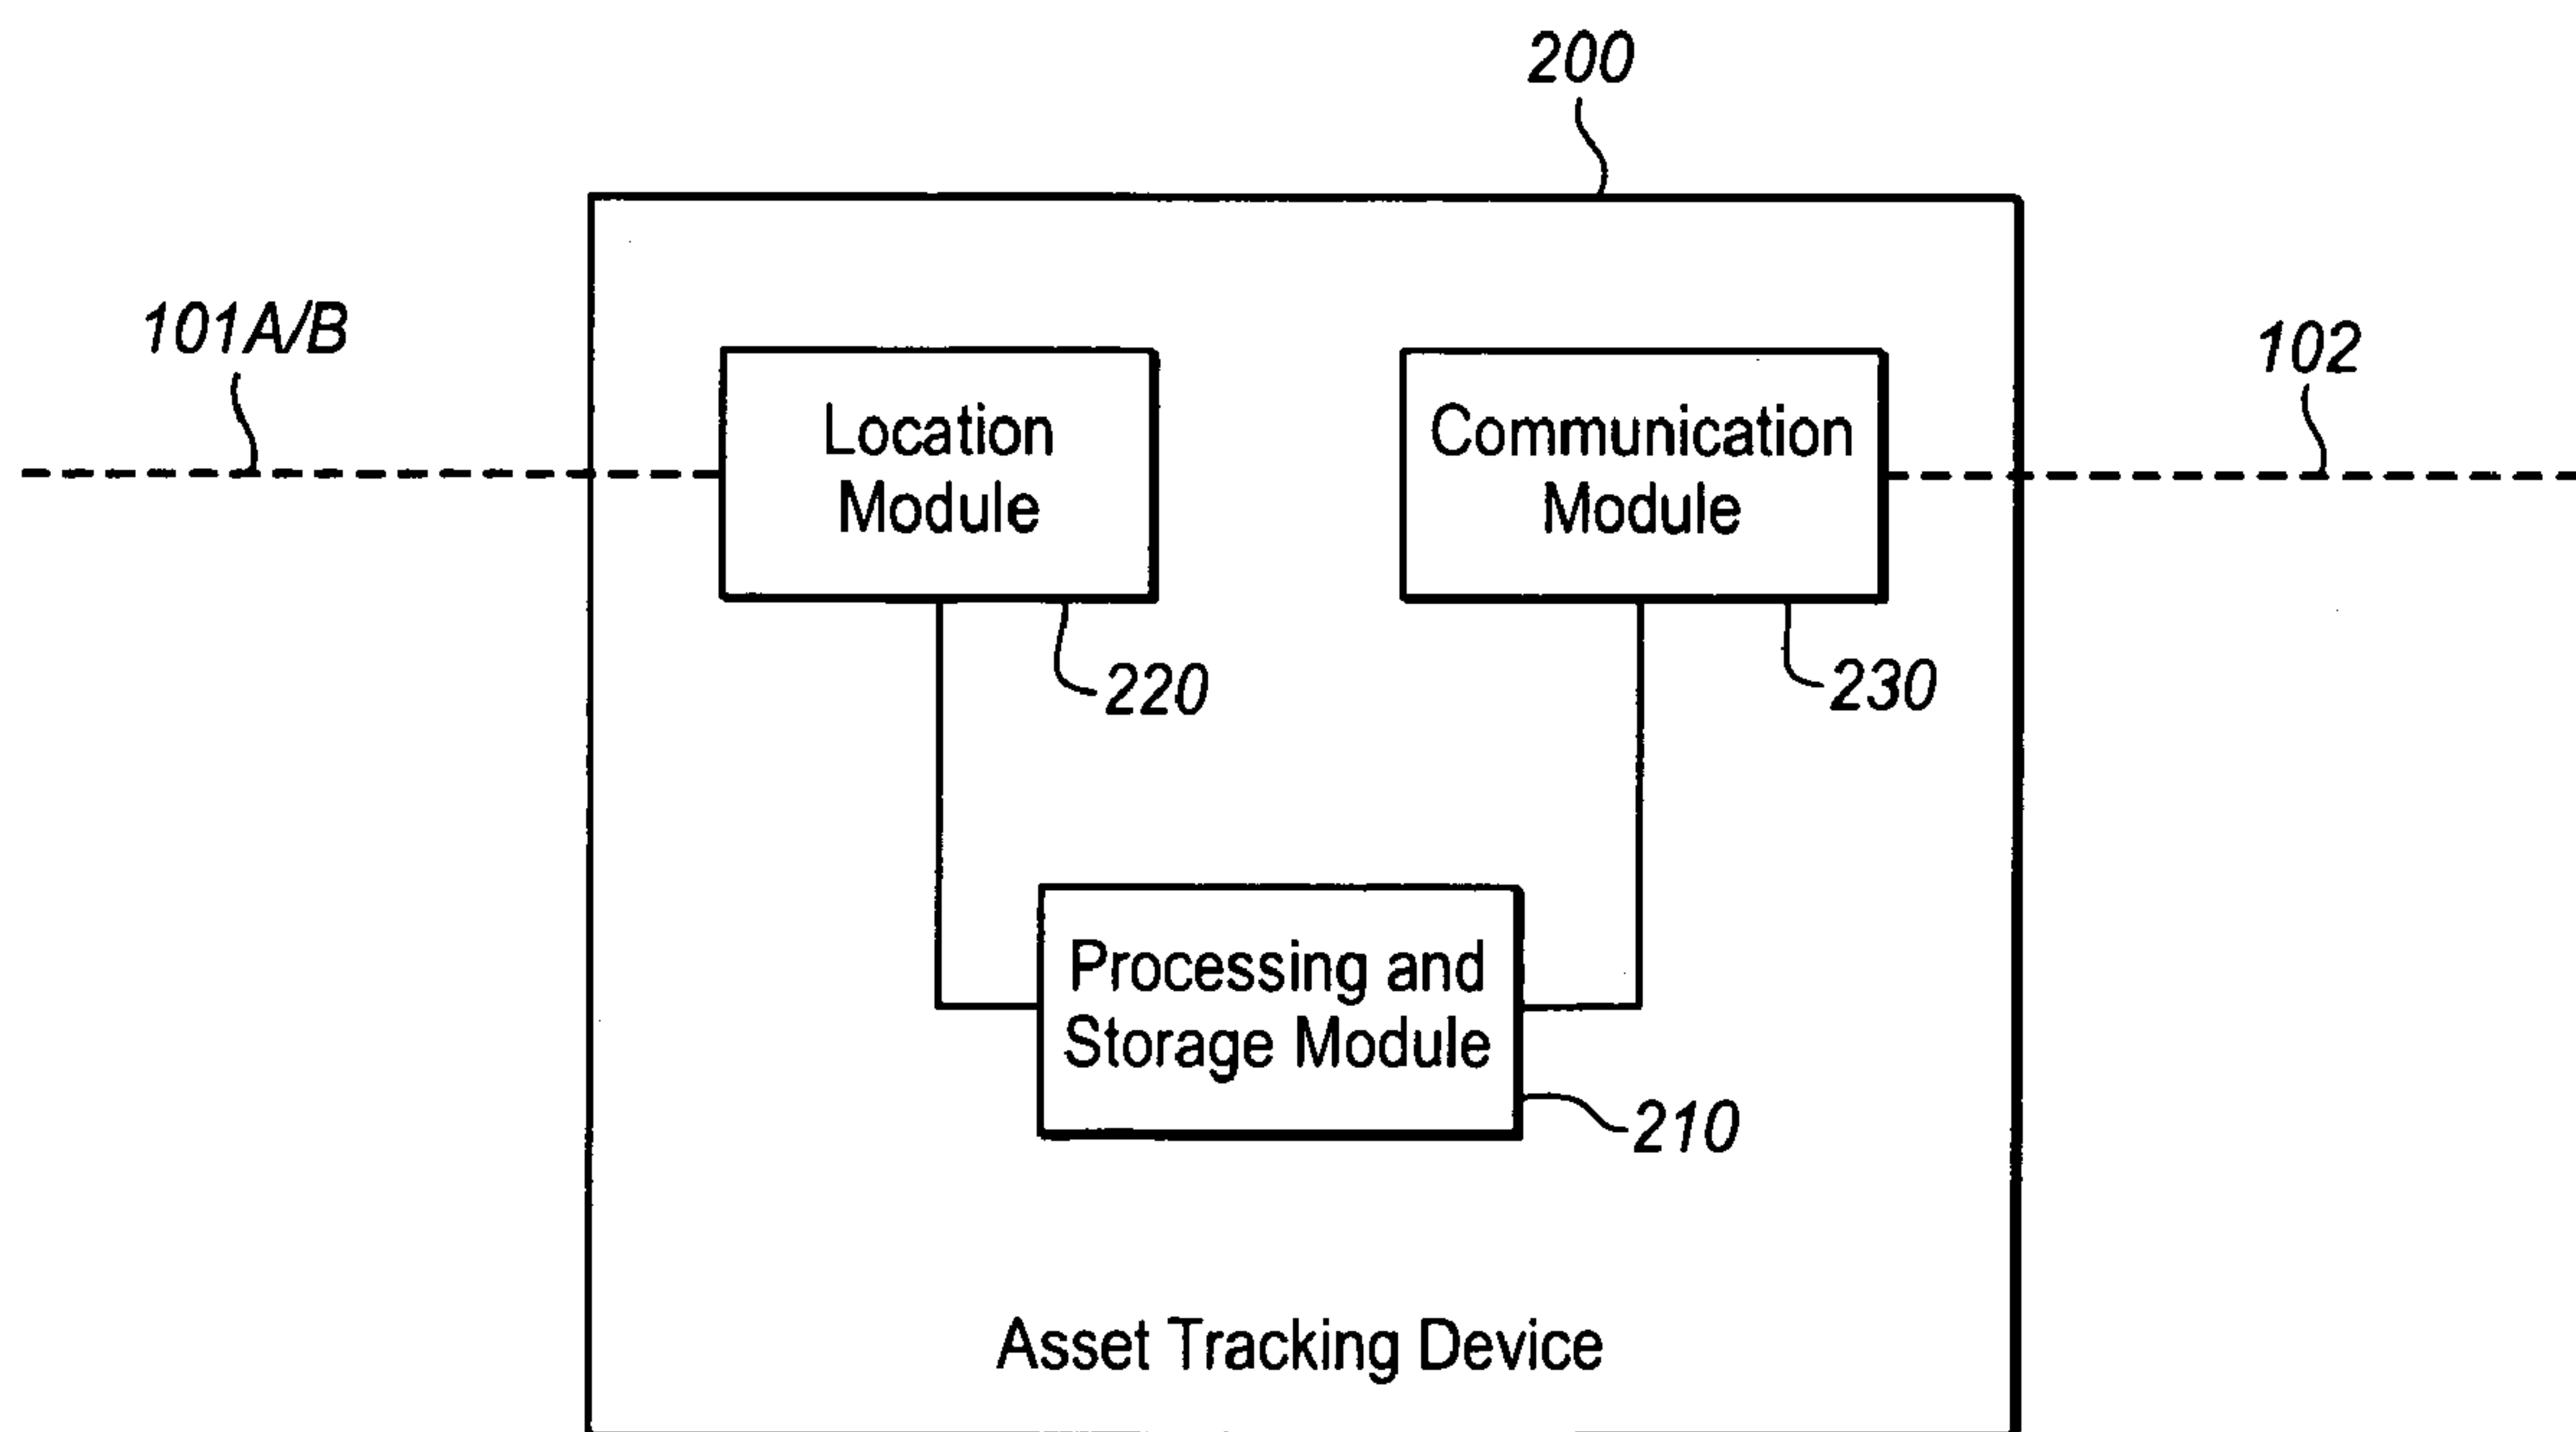 200
101A/B
102
Location
Module
Communication
Module
220
230
Processing and
Storage Module
210
Asset Tracking Device